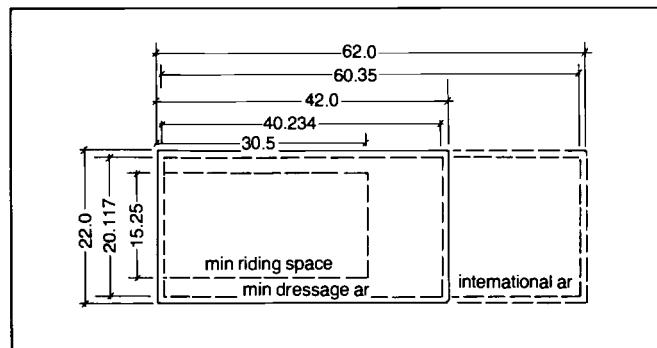 62.0
60.35
42.0
40.234
30.5
22.0
20.117
15.25
min riding space
min dressage ar
international ar